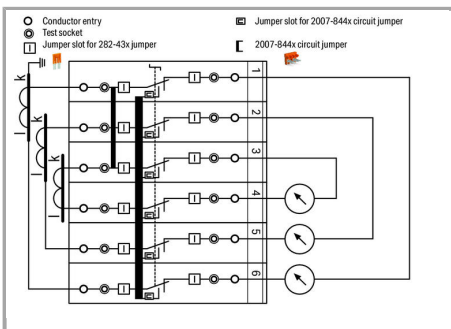 Conductor entry
Test socket
Jumper slot for 282-43x jumper
Jumper slot for 2007-844x circuit jumper
2007-844x circuit jumper
k
l
k
l
k
l
1
2
3
4
5
6